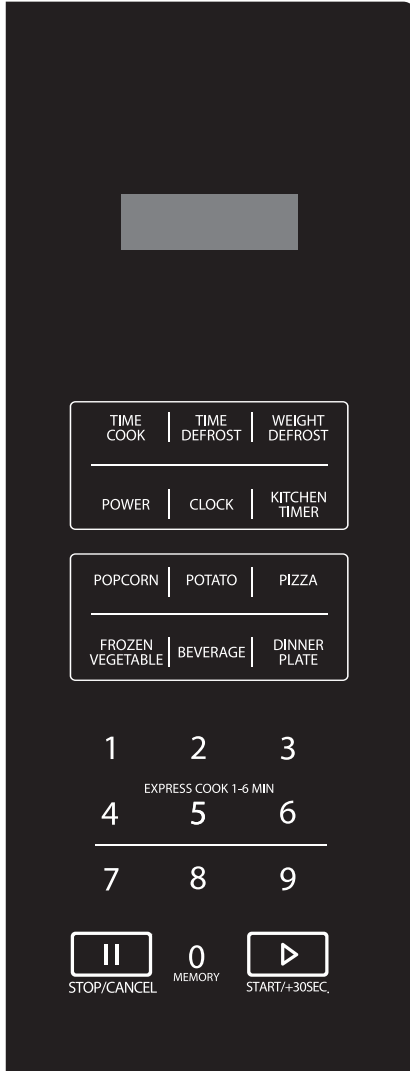 TIME COOK
TIME DEFROST
WEIGHT DEFROST
POWER
CLOCK
KITCHEN TIMER
POPCORN
POTATO
PIZZA
FROZEN VEGETABLE
BEVERAGE
DINNER PLATE
1 2 3
EXPRESS COOK 1-6 MIN
4 5 6
7 8 9
0
STOP/CANCEL
MEMORY
START/+30SEC.